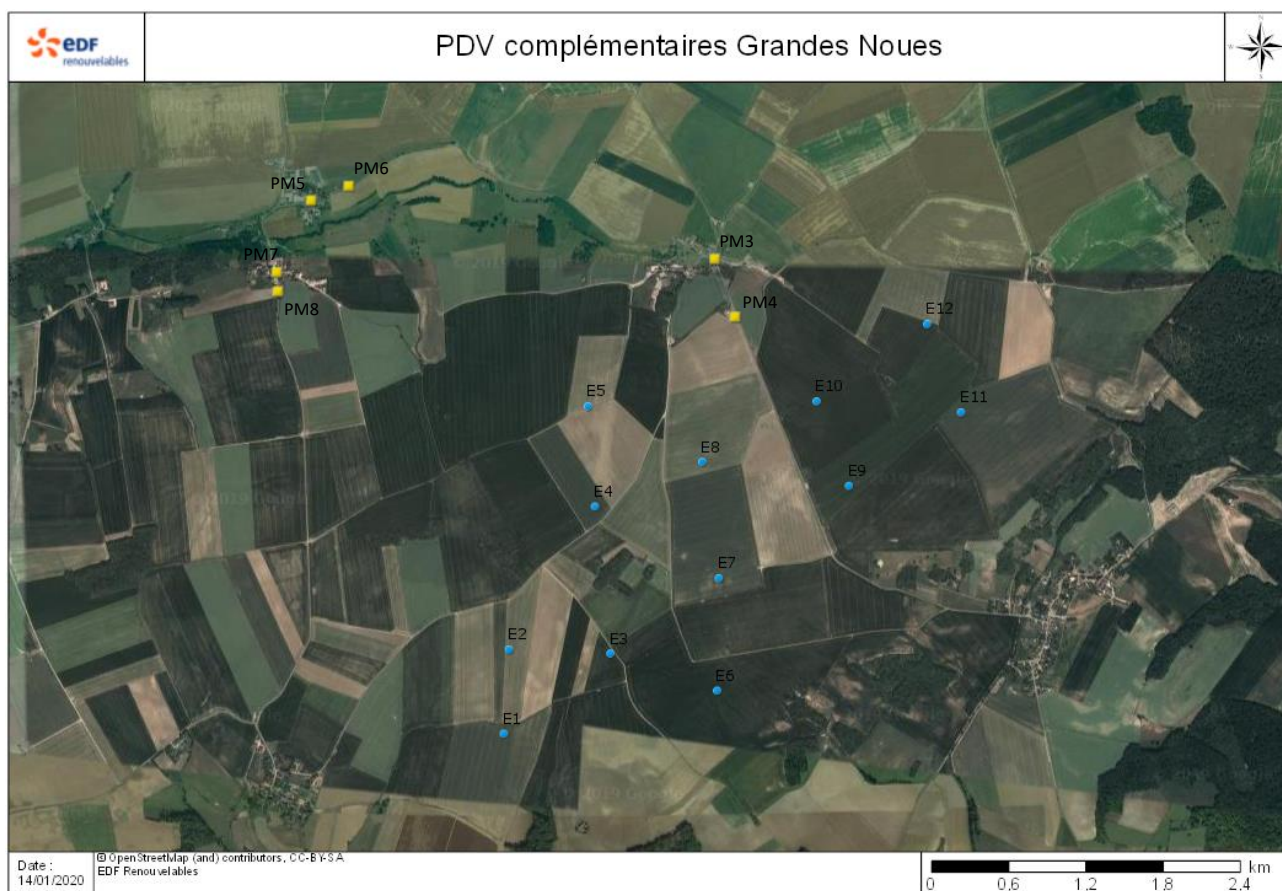 edf
renouvelables
PDV complémentaires Grandes Noues
PM5
PM6
PM3
PM7
PM8
PM4
E12
E5
E10
E11
E8
E9
E4
E7
E2
E3
E6
E1
© 2019 Google
Date :
14/01/2020
© OpenStreetMap (and) contributors, CC-BY-SA
EDF Renouvelables
km
0 0,6 1,2 1,8 2,4